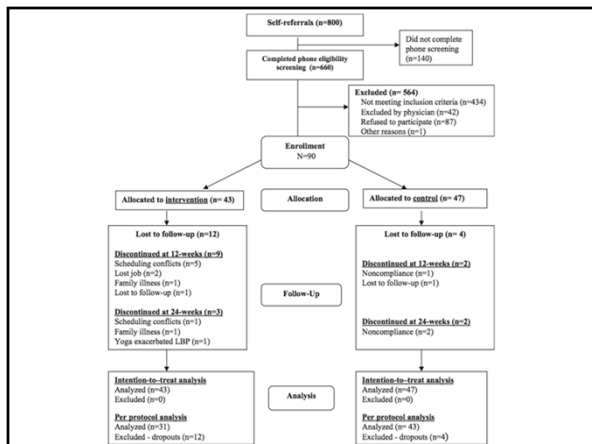 Self-referrals (n=800)
Did not complete
phone screening
(n=140)
Completed phone eligibility
screening (n=660)
Excluded (n= 564)
Not meeting inclusion criteria (n=434)
Excluded by physician (n=42)
Refused to participate (n=87)
Other reasons (n=1)
Enrollment
N=90
Allocated to intervention (n= 43)
Allocation
Allocated to control (n= 47)
Lost to follow-up (n=12)
Discontinued at 12-weeks (n=9)
Scheduling conflicts (n=5)
Lost job (n=2)
Family illness (n=1)
Lost to follow-up (n=1)
Discontinued at 24-weeks (n=3)
Scheduling conflicts (n=1)
Family illness (n=1)
Yoga exacerbated LBP (n=1)
Follow-Up
Lost to follow-up (n= 4)
Discontinued at 12-weeks (n=2)
Noncompliance (n=1)
Lost to follow-up (n=1)
Discontinued at 24-weeks (n=2)
Noncompliance (n=2)
Intention-to–treat analysis
Analyzed (n=43)
Excluded (n=0)
Per protocol analysis
Analyzed (n=31)
Excluded - dropouts (n=12)
Analysis
Intention-to–treat analysis
Analyzed (n=47)
Excluded (n=0)
Per protocol analysis
Analyzed (n= 43)
Excluded - dropouts (n=4)